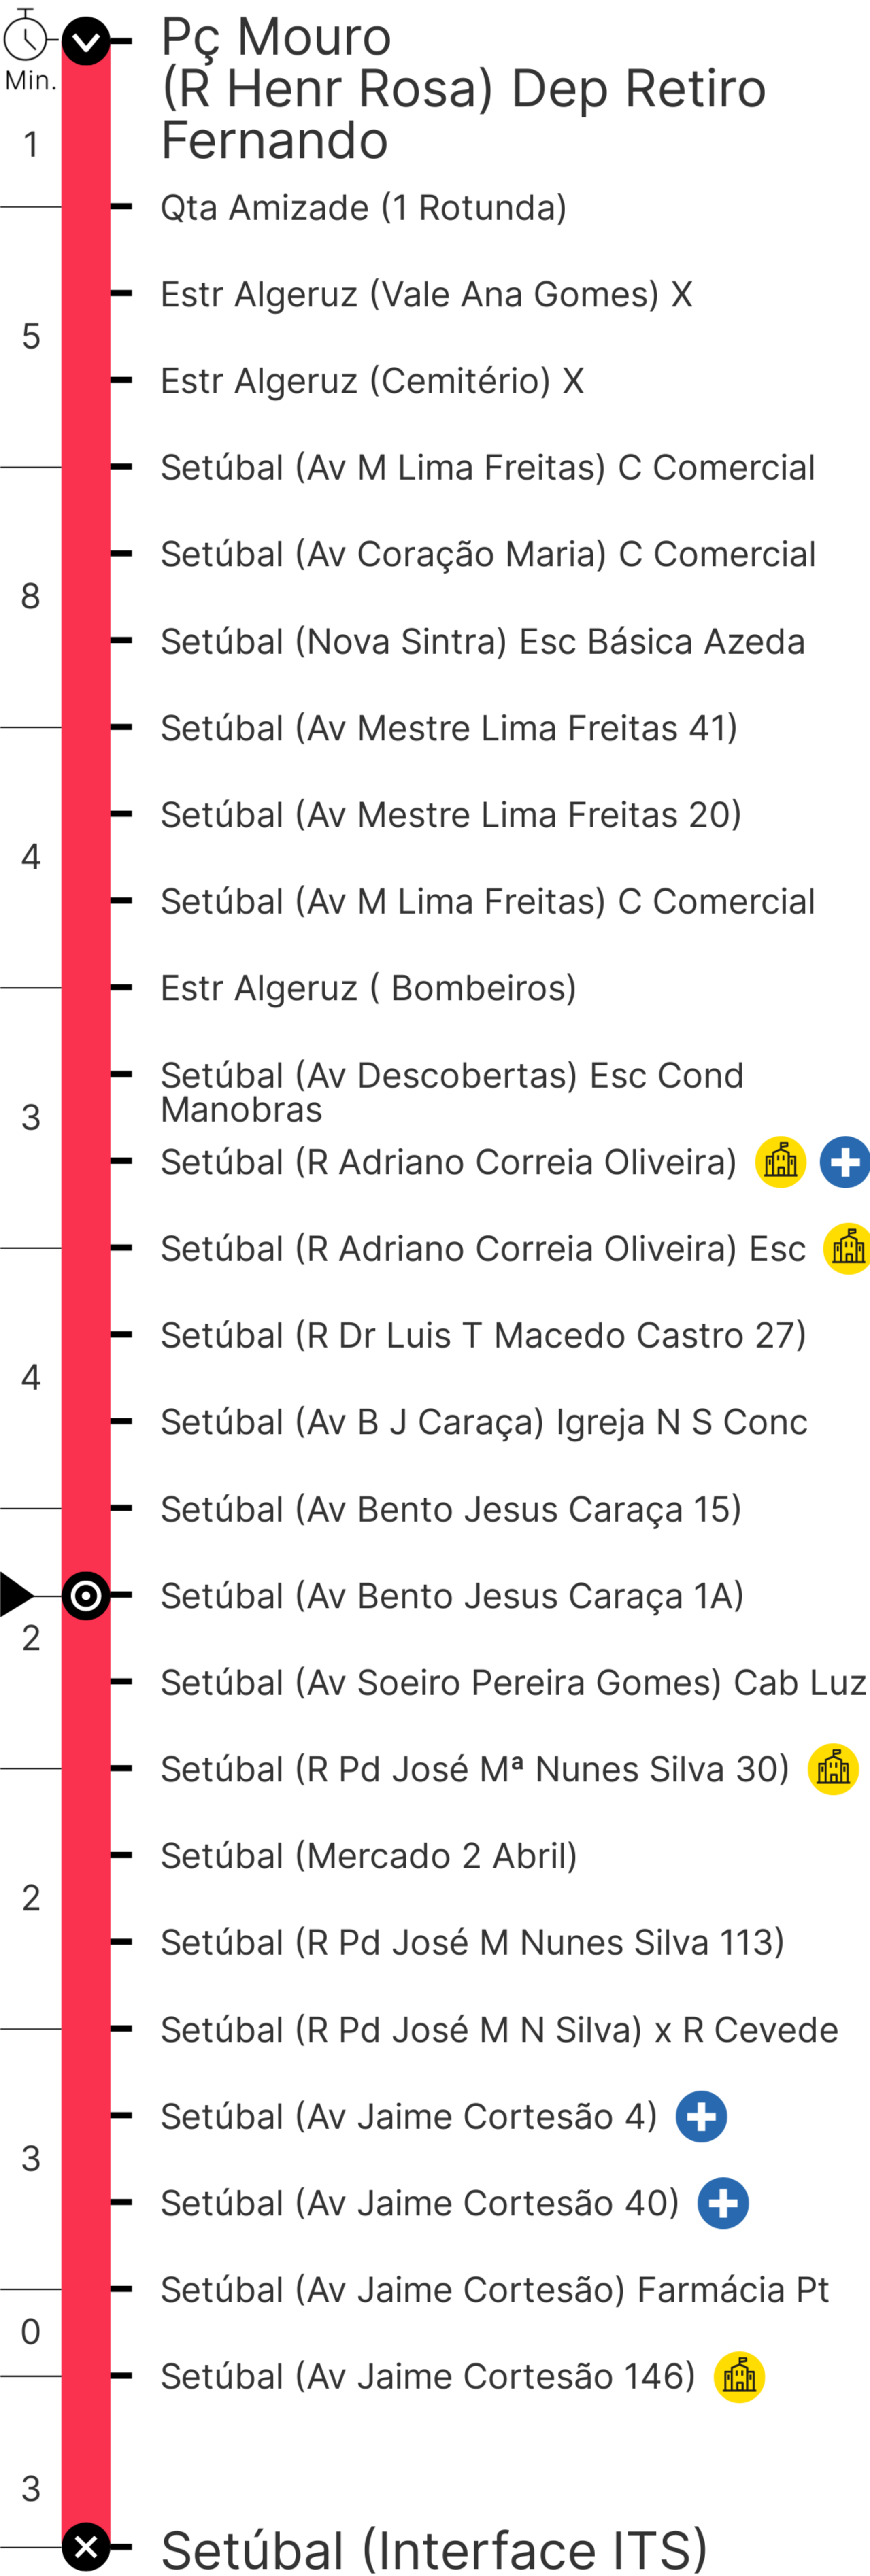 Pç Mouro
(R Henr Rosa) Dep Retiro
Fernando
Min.
1
Qta Amizade (1 Rotunda)
Estr Algeruz (Vale Ana Gomes) X
5
Estr Algeruz (Cemitério) X
Setúbal (Av M Lima Freitas) C Comercial
Setúbal (Av Coração Maria) C Comercial
8
Setúbal (Nova Sintra) Esc Básica Azeda
Setúbal (Av Mestre Lima Freitas 41)
Setúbal (Av Mestre Lima Freitas 20)
4
Setúbal (Av M Lima Freitas) C Comercial
Estr Algeruz ( Bombeiros)
Setúbal (Av Descobertas) Esc Cond
Manobras
3
Setúbal (R Adriano Correia Oliveira)
Setúbal (R Adriano Correia Oliveira) Esc
Setúbal (R Dr Luis T Macedo Castro 27)
4
Setúbal (Av B J Caraça) Igreja N S Conc
Setúbal (Av Bento Jesus Caraça 15)
Setúbal (Av Bento Jesus Caraça 1A)
2
Setúbal (Av Soeiro Pereira Gomes) Cab Luz
Setúbal (R Pd José Mª Nunes Silva 30)
Setúbal (Mercado 2 Abril)
2
Setúbal (R Pd José M Nunes Silva 113)
Setúbal (R Pd José M N Silva) x R Cevede
Setúbal (Av Jaime Cortesão 4)
3
Setúbal (Av Jaime Cortesão 40)
Setúbal (Av Jaime Cortesão) Farmácia Pt
0
Setúbal (Av Jaime Cortesão 146)
3
Setúbal (Interface ITS)